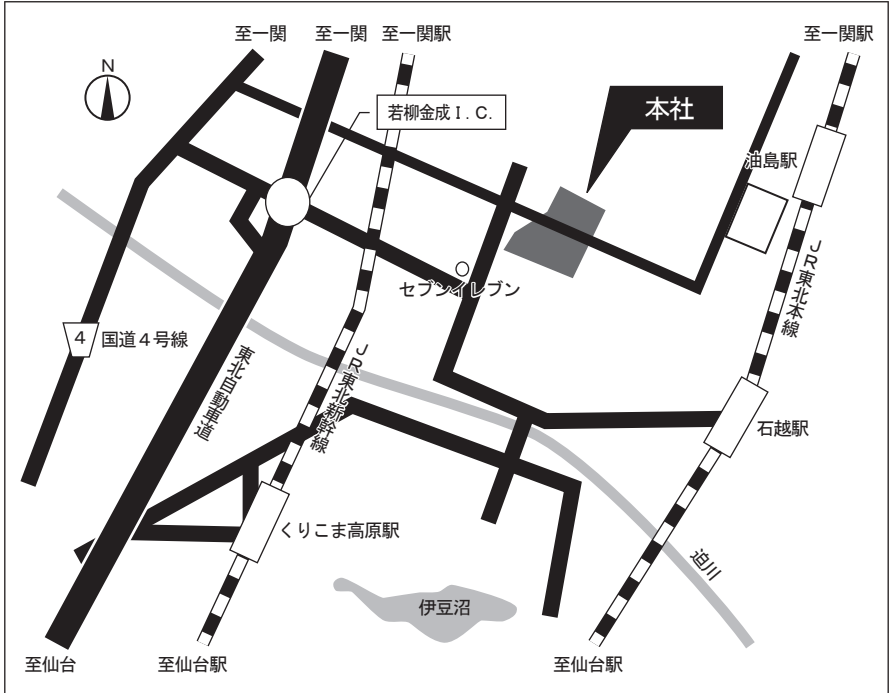 至一関
至一関
至一関駅
至一関駅
N
若柳金成Ｉ．Ｃ．
本社
油島駅
セブンイレブン
ＪＲ東北本線
4
国道４号線
東北自動車道
ＪＲ東北新幹線
石越駅
くりこま高原駅
迫川
伊豆沼
至仙台
至仙台駅
至仙台駅